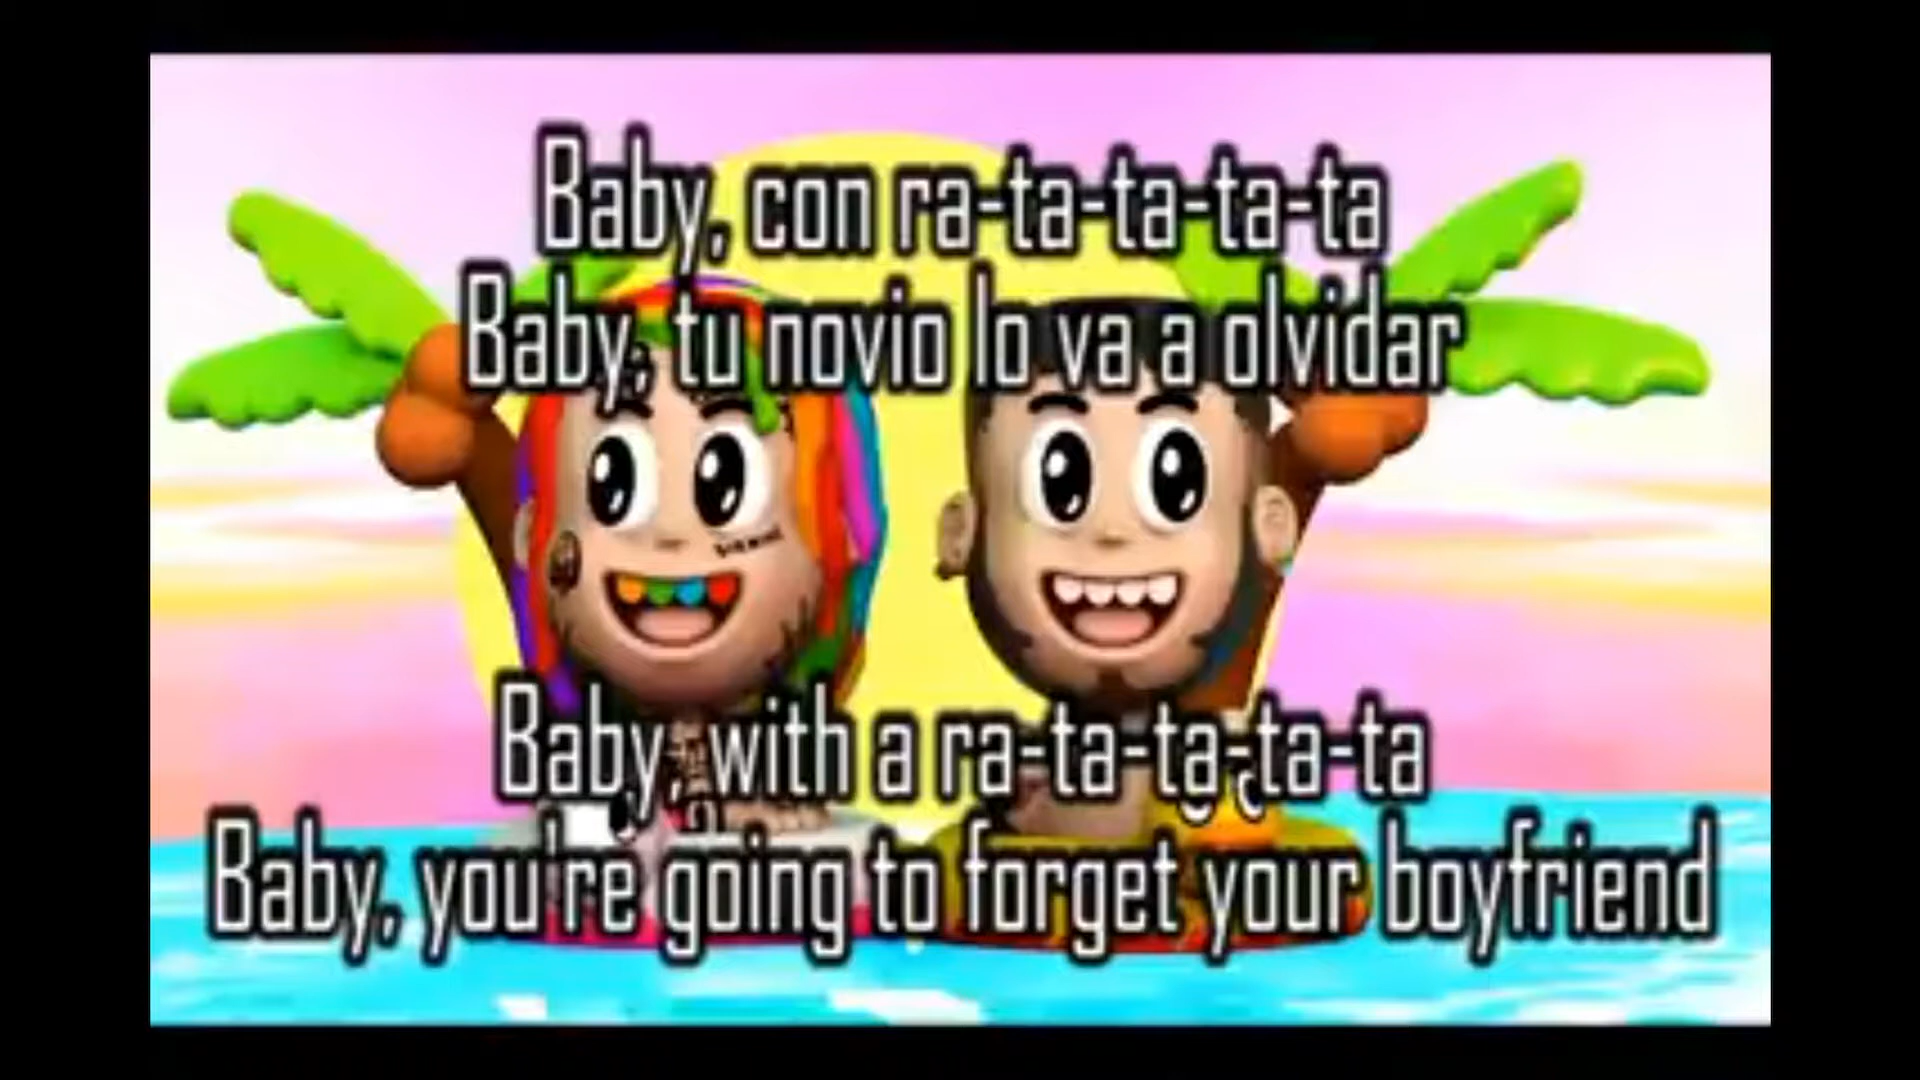 Baby, con ra-ta-ta-ta-ta
Baby, tu novio lo va a olvidar
Baby, with a ra-ta-ta-ta-ta
Baby, you're going to forget your boyfriend